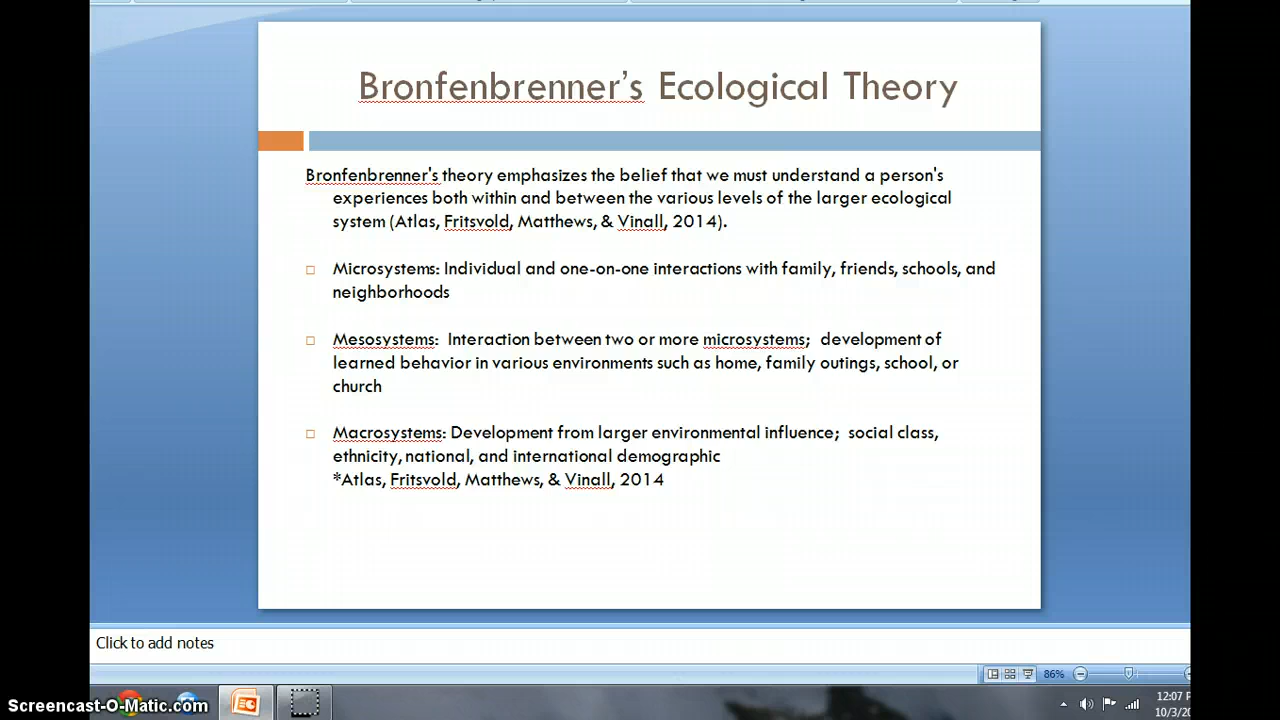 Bronfenbrenner's Ecological Theory
Bronfenbrenner's theory emphasizes the belief that we must understand a person's
experiences both within and between the various levels of the larger ecological
system (Atlas, Fritsvold, Matthews, & Vinall, 2014).
Microsystems: Individual and one-on-one interactions with family, friends, schools, and
neighborhoods
Mesosystems: Interaction between two or more microsystems; development of
learned behavior in various environments such as home, family outings, school, or
church
Macrosystems: Development from larger environmental influence; social class,
ethnicity, national, and international demographic
*Atlas, Fritsvold, Matthews, & Vinall, 2014
Click to add notes
86%
Screencast-O-Matic.com
12:07 P
10/3/20